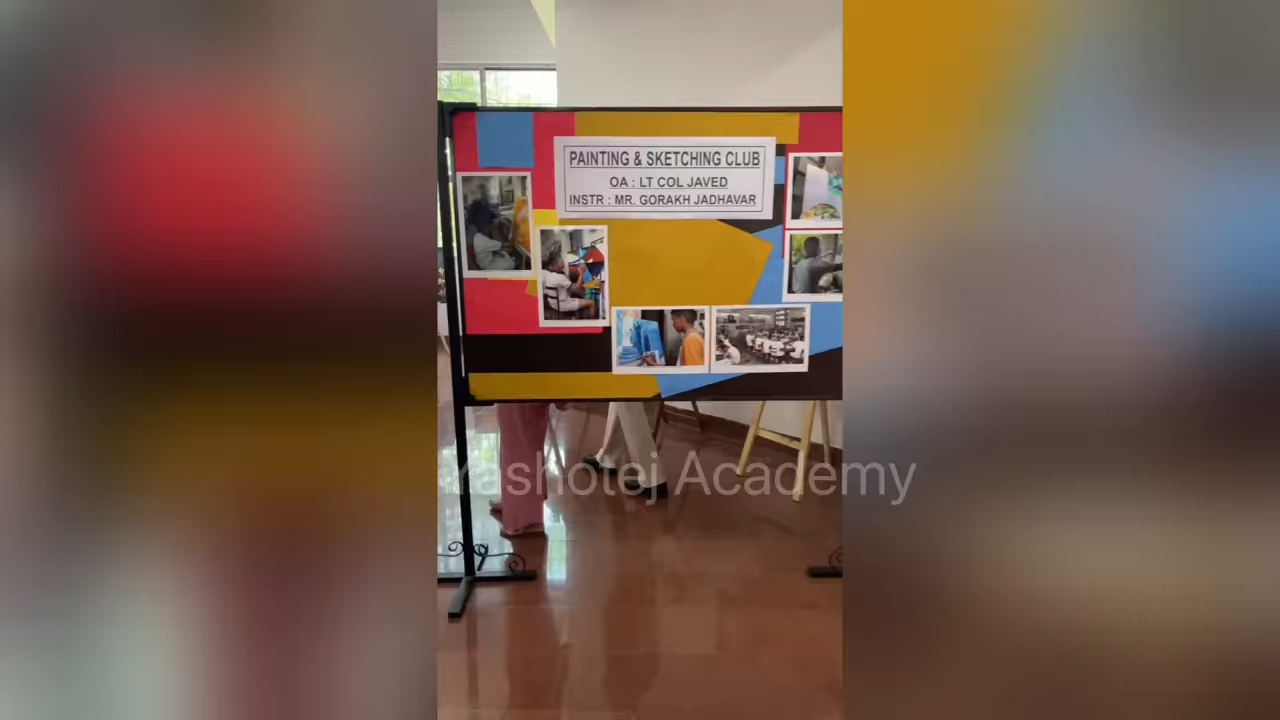 PAINTING & SKETCHING CLUB
OA : LT COL JAVED
INSTR : MR. GORAKH JADHAVAR
Yashotej Academy